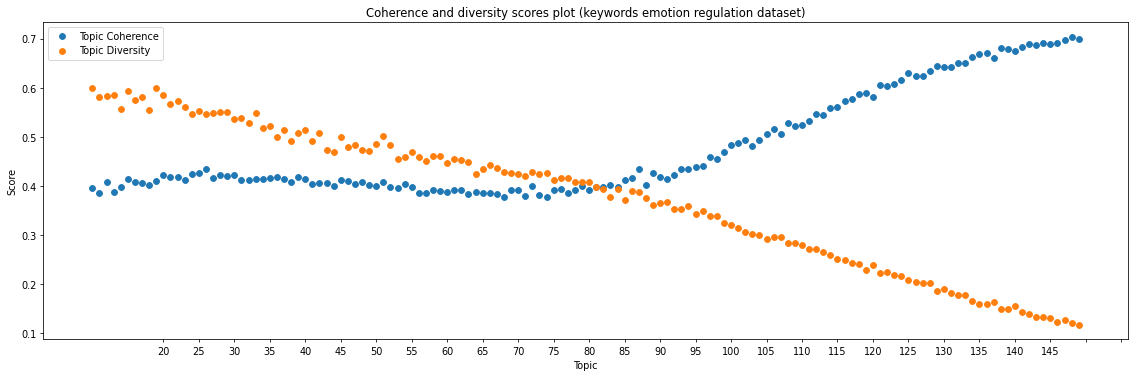 Coherence and diversity scores plot (keywords emotion regulation dataset)
Topic Coherence
Topic Diversity
0.7
0.6
0.5
0.4
0.3
0.2
0.1
Score
20 25 30 35 40 45 50 55 60 65 70 75 80 85 90 95 100 105 110 115 120 125 130 135 140 145
Topic